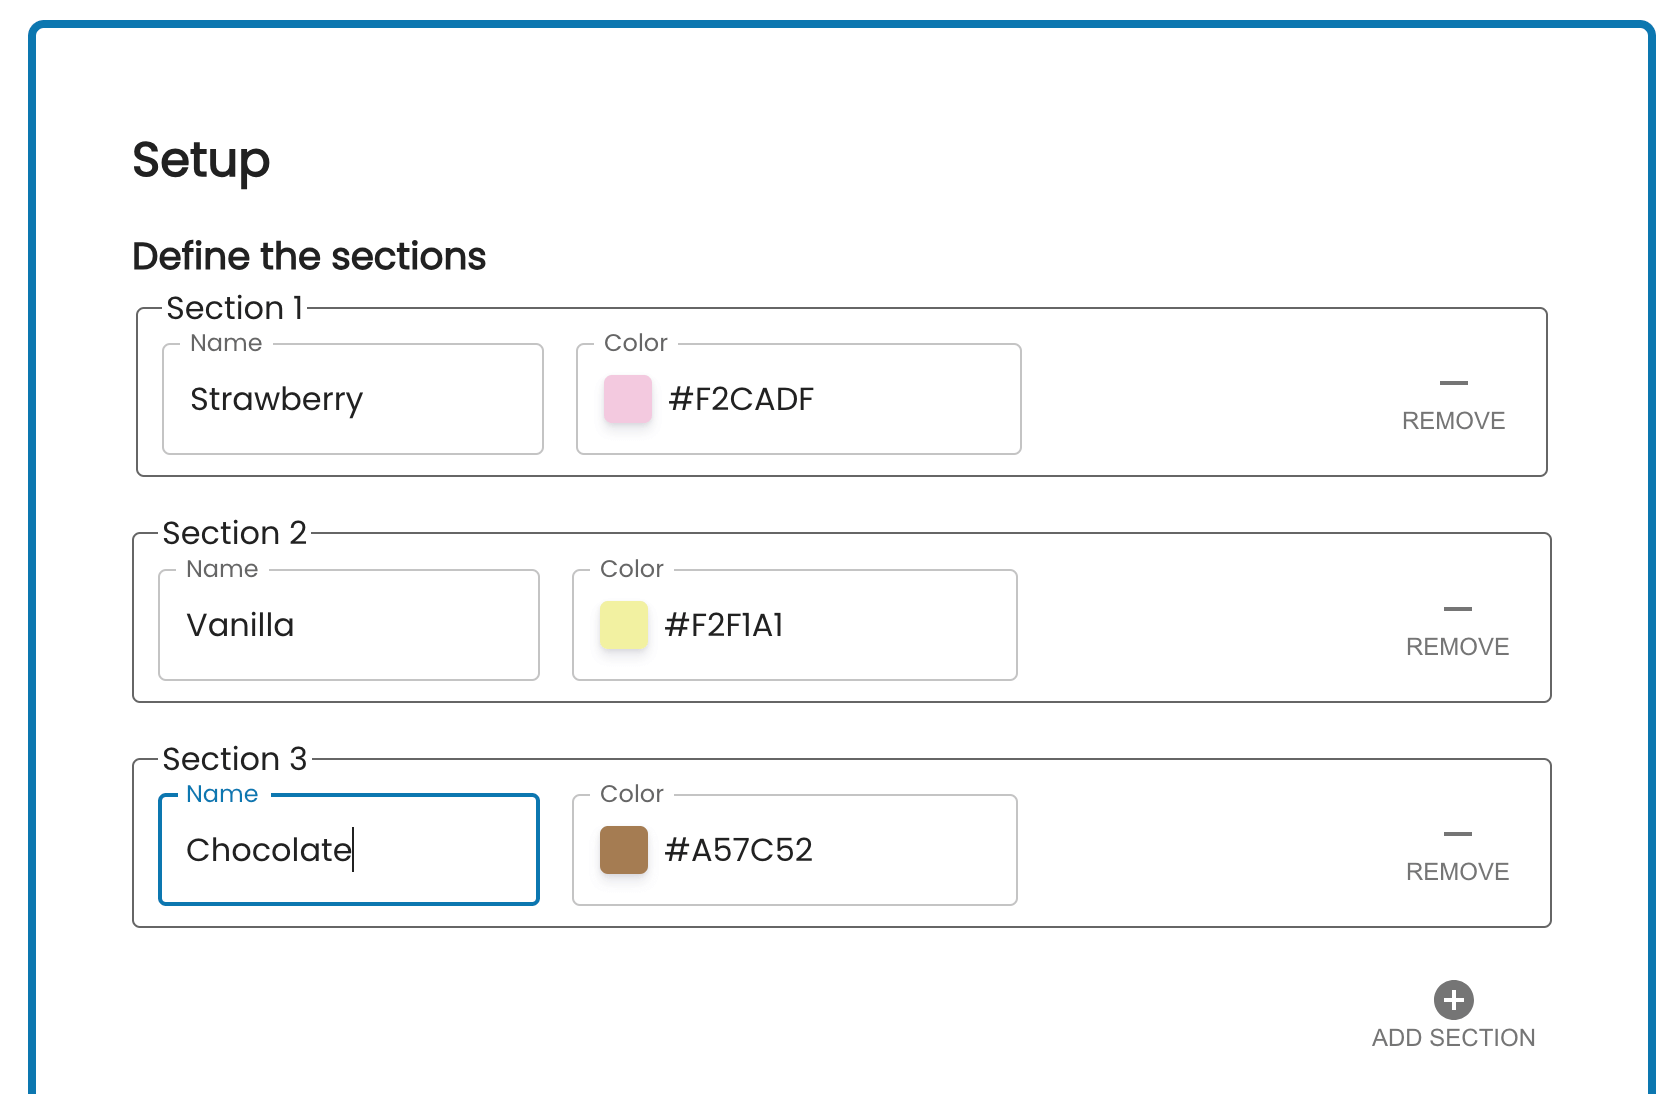 Setup
Define the sections
Section 1
Name
Color
Strawberry
#F2CADF
REMOVE
Section 2
Name
Color
Vanilla
#F2F1A1
REMOVE
Section 3
Name
Color
Chocolate
#A57C52
REMOVE
ADD SECTION